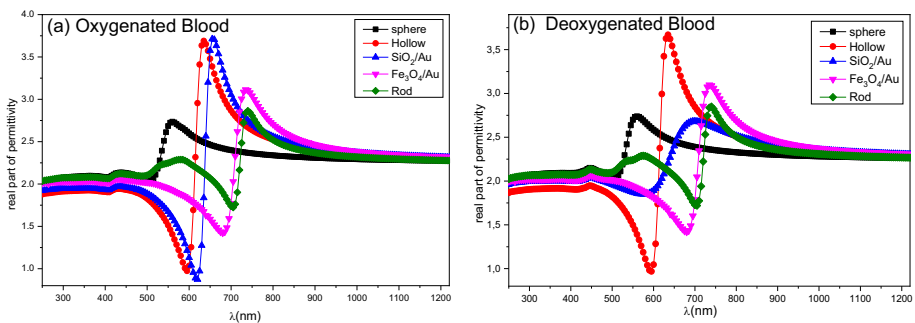 (a) Oxygenated Blood
sphere
Hollow
SiO₂/Au
Fe₃O₄/Au
Rod
real part of permittivity
4,0
3,5
3,0
2,5
2,0
1,5
1,0
300 400 500 600 700 800 900 1000 1100 1200
λ(nm)
(b) Deoxygenated Blood
sphere
Hollow
SiO₂/Au
Fe₃O₄/Au
Rod
real part of permittivity
3,5
3,0
2,5
2,0
1,5
1,0
300 400 500 600 700 800 900 1000 1100 1200
λ(nm)